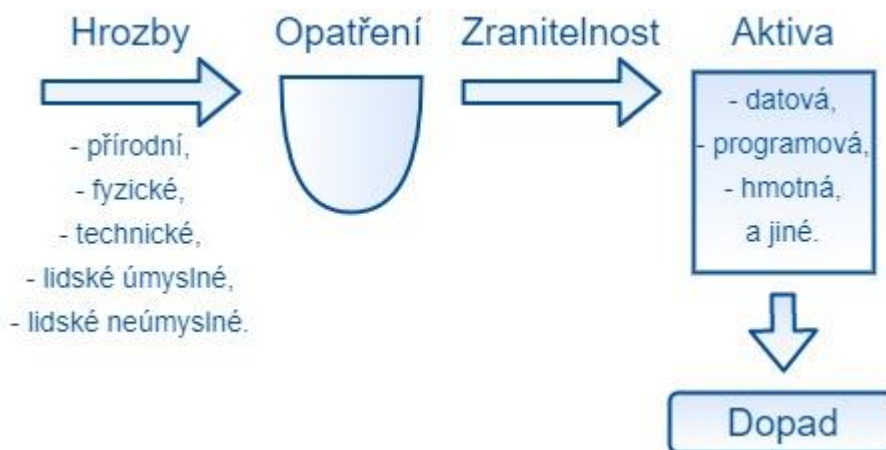 Hrozby
Opatření
Zranitelnost
Aktiva
- přírodní,
- fyzické,
- technické,
- lidské úmyslné,
- lidské neúmyslné.
- datová,
- programová,
- hmotná,
a jiné.
Dopad